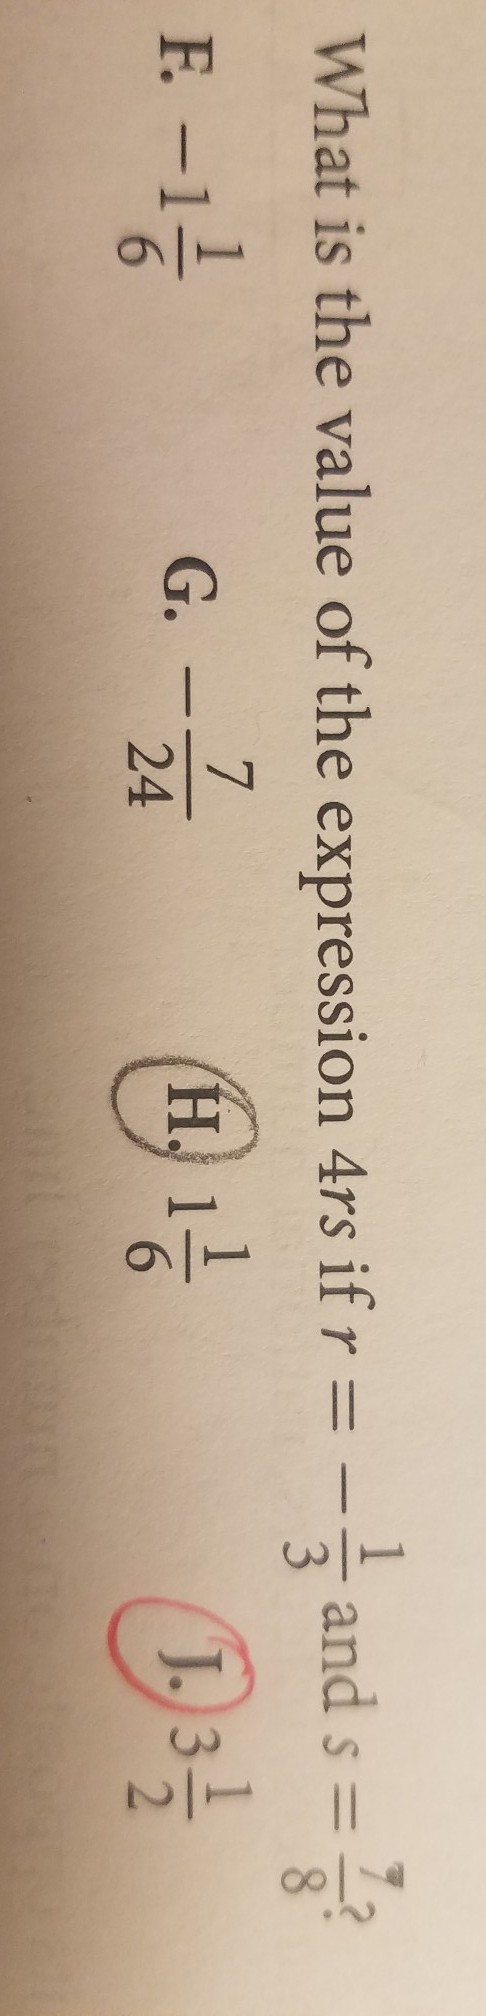 What is the value of the expression 4rs if r = -1/3 and s = 7/8?
F. -1 1/6 G. -7/24 H. 1 1/6 J. 3 1/2